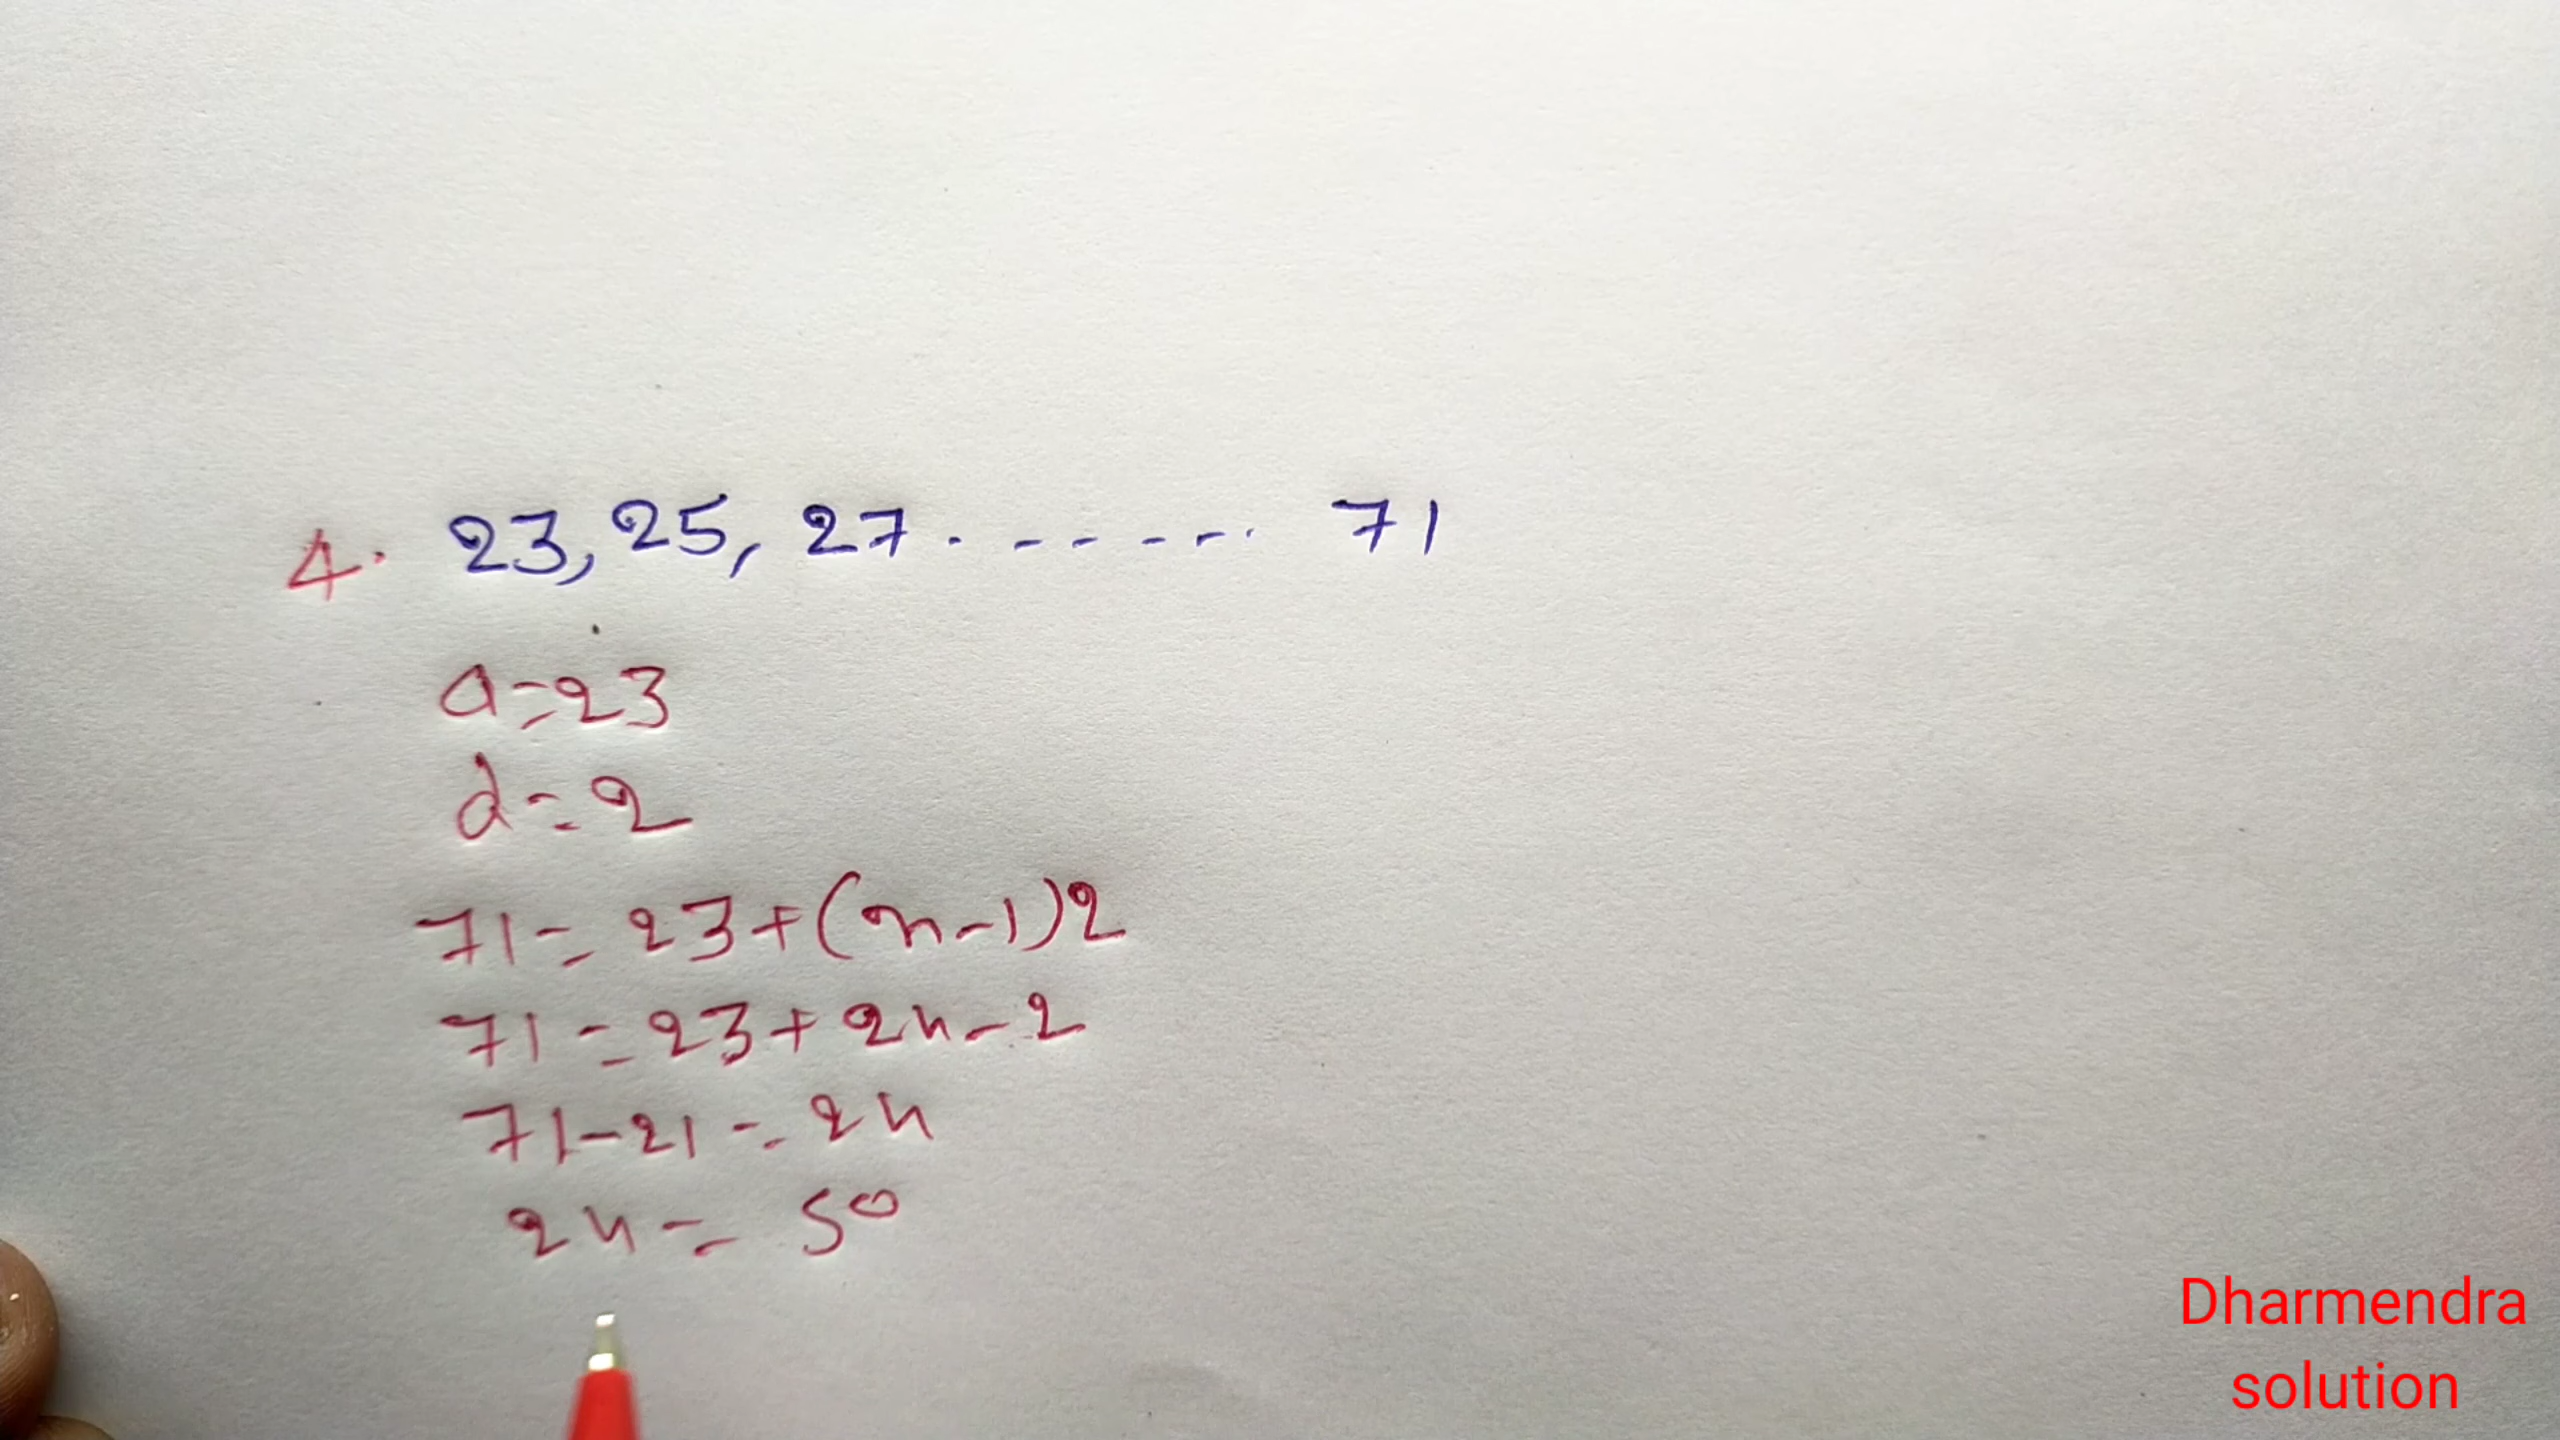 4. 23, 25, 27 . - - - - . 71
a = 23
d = 2
71 = 23 + (n-1)2
71 = 23 + 2n - 2
71 - 21 = 2n
2n = 50
Dharmendra
solution